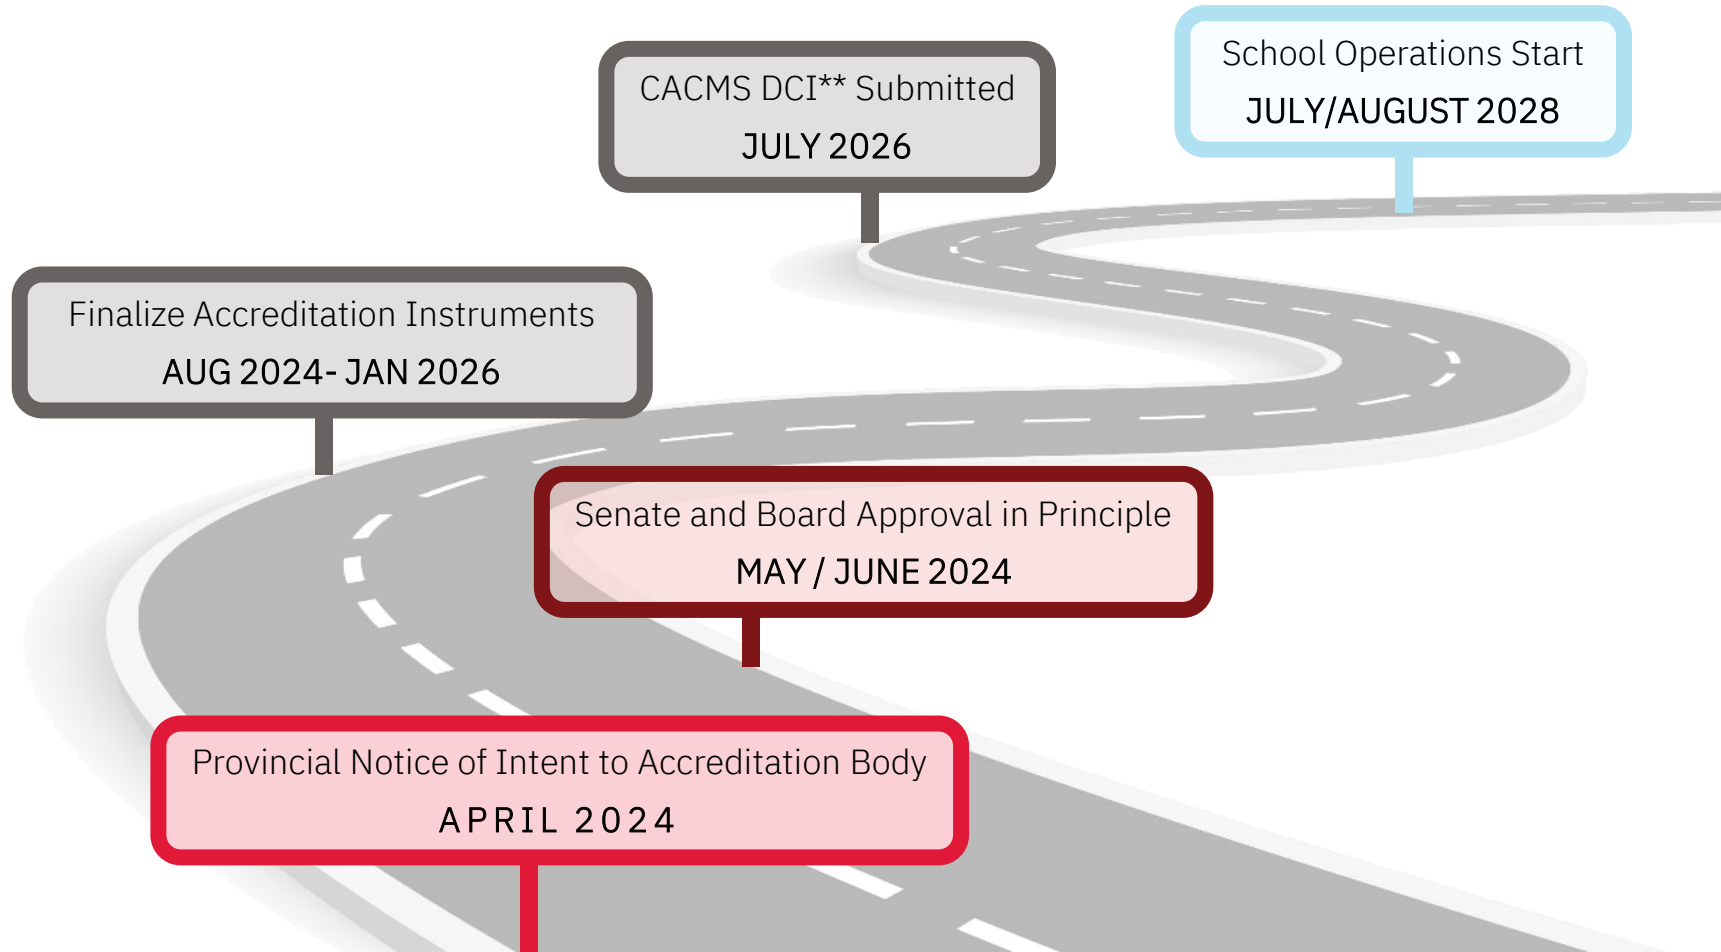 School Operations Start
JULY/AUGUST 2028
CACMS DCI** Submitted
JULY 2026
Finalize Accreditation Instruments
AUG 2024- JAN 2026
Senate and Board Approval in Principle
MAY / JUNE 2024
Provincial Notice of Intent to Accreditation Body
APRIL 2024